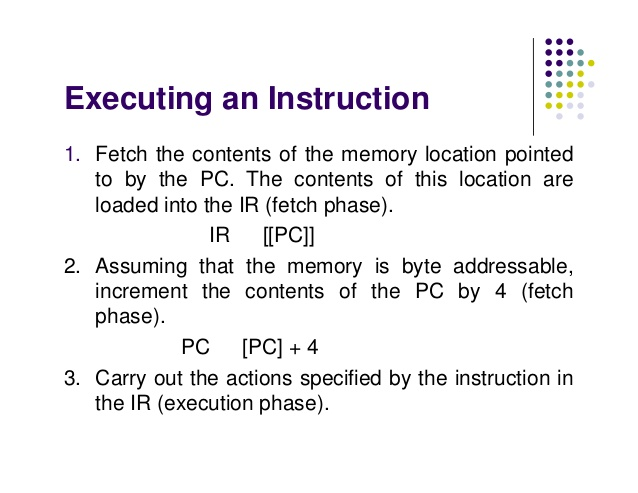 Executing an Instruction
1. Fetch the contents of the memory location pointed
to by the PC. The contents of this location are
loaded into the IR (fetch phase).
IR [[PC]]
2. Assuming that the memory is byte addressable,
increment the contents of the PC by 4 (fetch
phase).
PC [PC] + 4
3. Carry out the actions specified by the instruction in
the IR (execution phase).